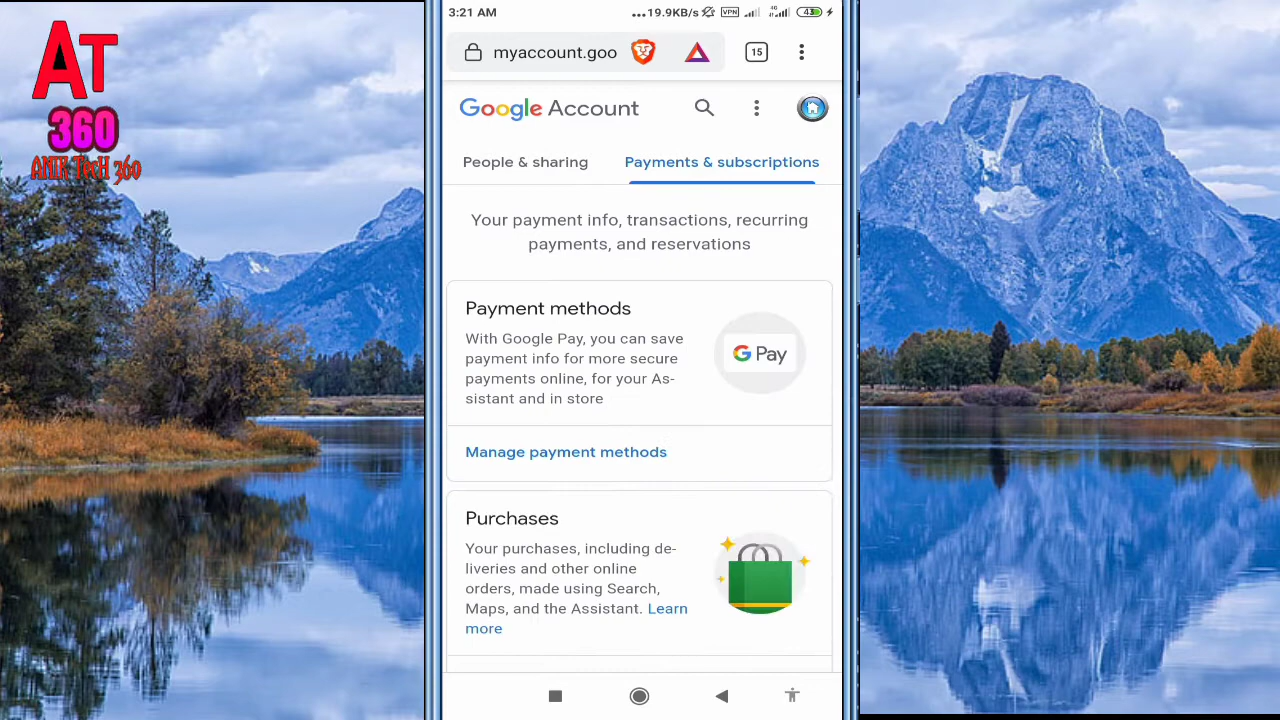 AT
360
ANIK TecH 360
3:21 AM
...19.9KB/s VPN 4G 43
myaccount.goo
15
Google Account
People & sharing
Payments & subscriptions
Your payment info, transactions, recurring
payments, and reservations
Payment methods
With Google Pay, you can save
payment info for more secure
payments online, for your As-
sistant and in store
G Pay
Manage payment methods
Purchases
Your purchases, including de-
liveries and other online
orders, made using Search,
Maps, and the Assistant. Learn
more